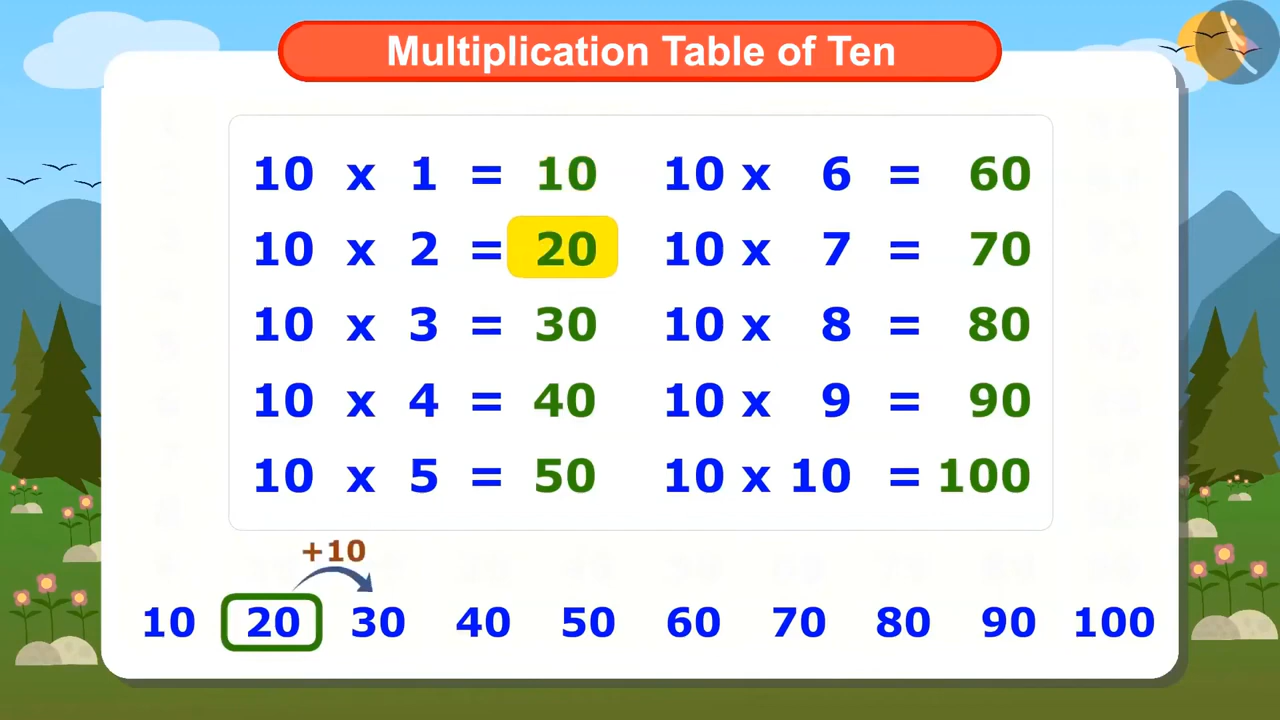 Multiplication Table of Ten
10 x 1 = 10
10 x 2 = 20
10 x 3 = 30
10 x 4 = 40
10 x 5 = 50
10 x 6 = 60
10 x 7 = 70
10 x 8 = 80
10 x 9 = 90
10 x 10 = 100
+10
10 20 30 40 50 60 70 80 90 100